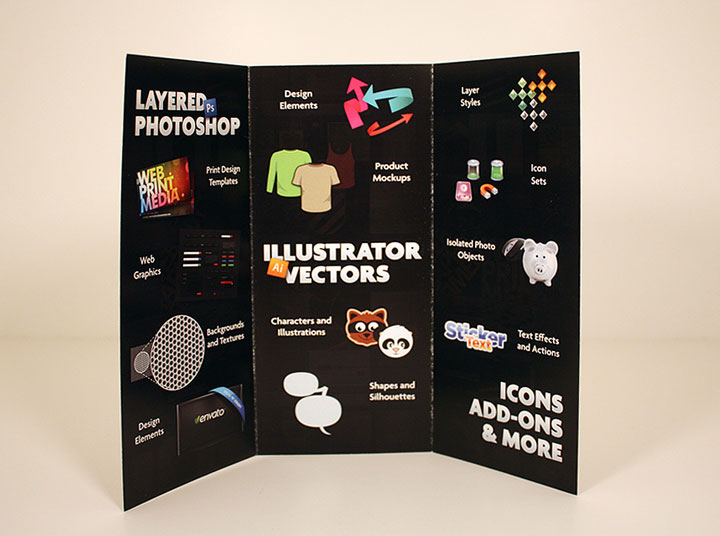 LAYERED
Ps
PHOTOSHOP
WEB
PRINT
MEDIA
Print Design
Templates
Web
Graphics
Backgrounds
and Textures
Design
Elements
envato
Design
Elements
Product
Mockups
ILLUSTRATOR
Ai
VECTORS
Characters and
Illustrations
Shapes and
Silhouettes
Layer
Styles
Icon
Sets
Isolated Photo
Objects
Sticker
Text
Text Effects
and Actions
ICONS
ADD-ONS
& MORE